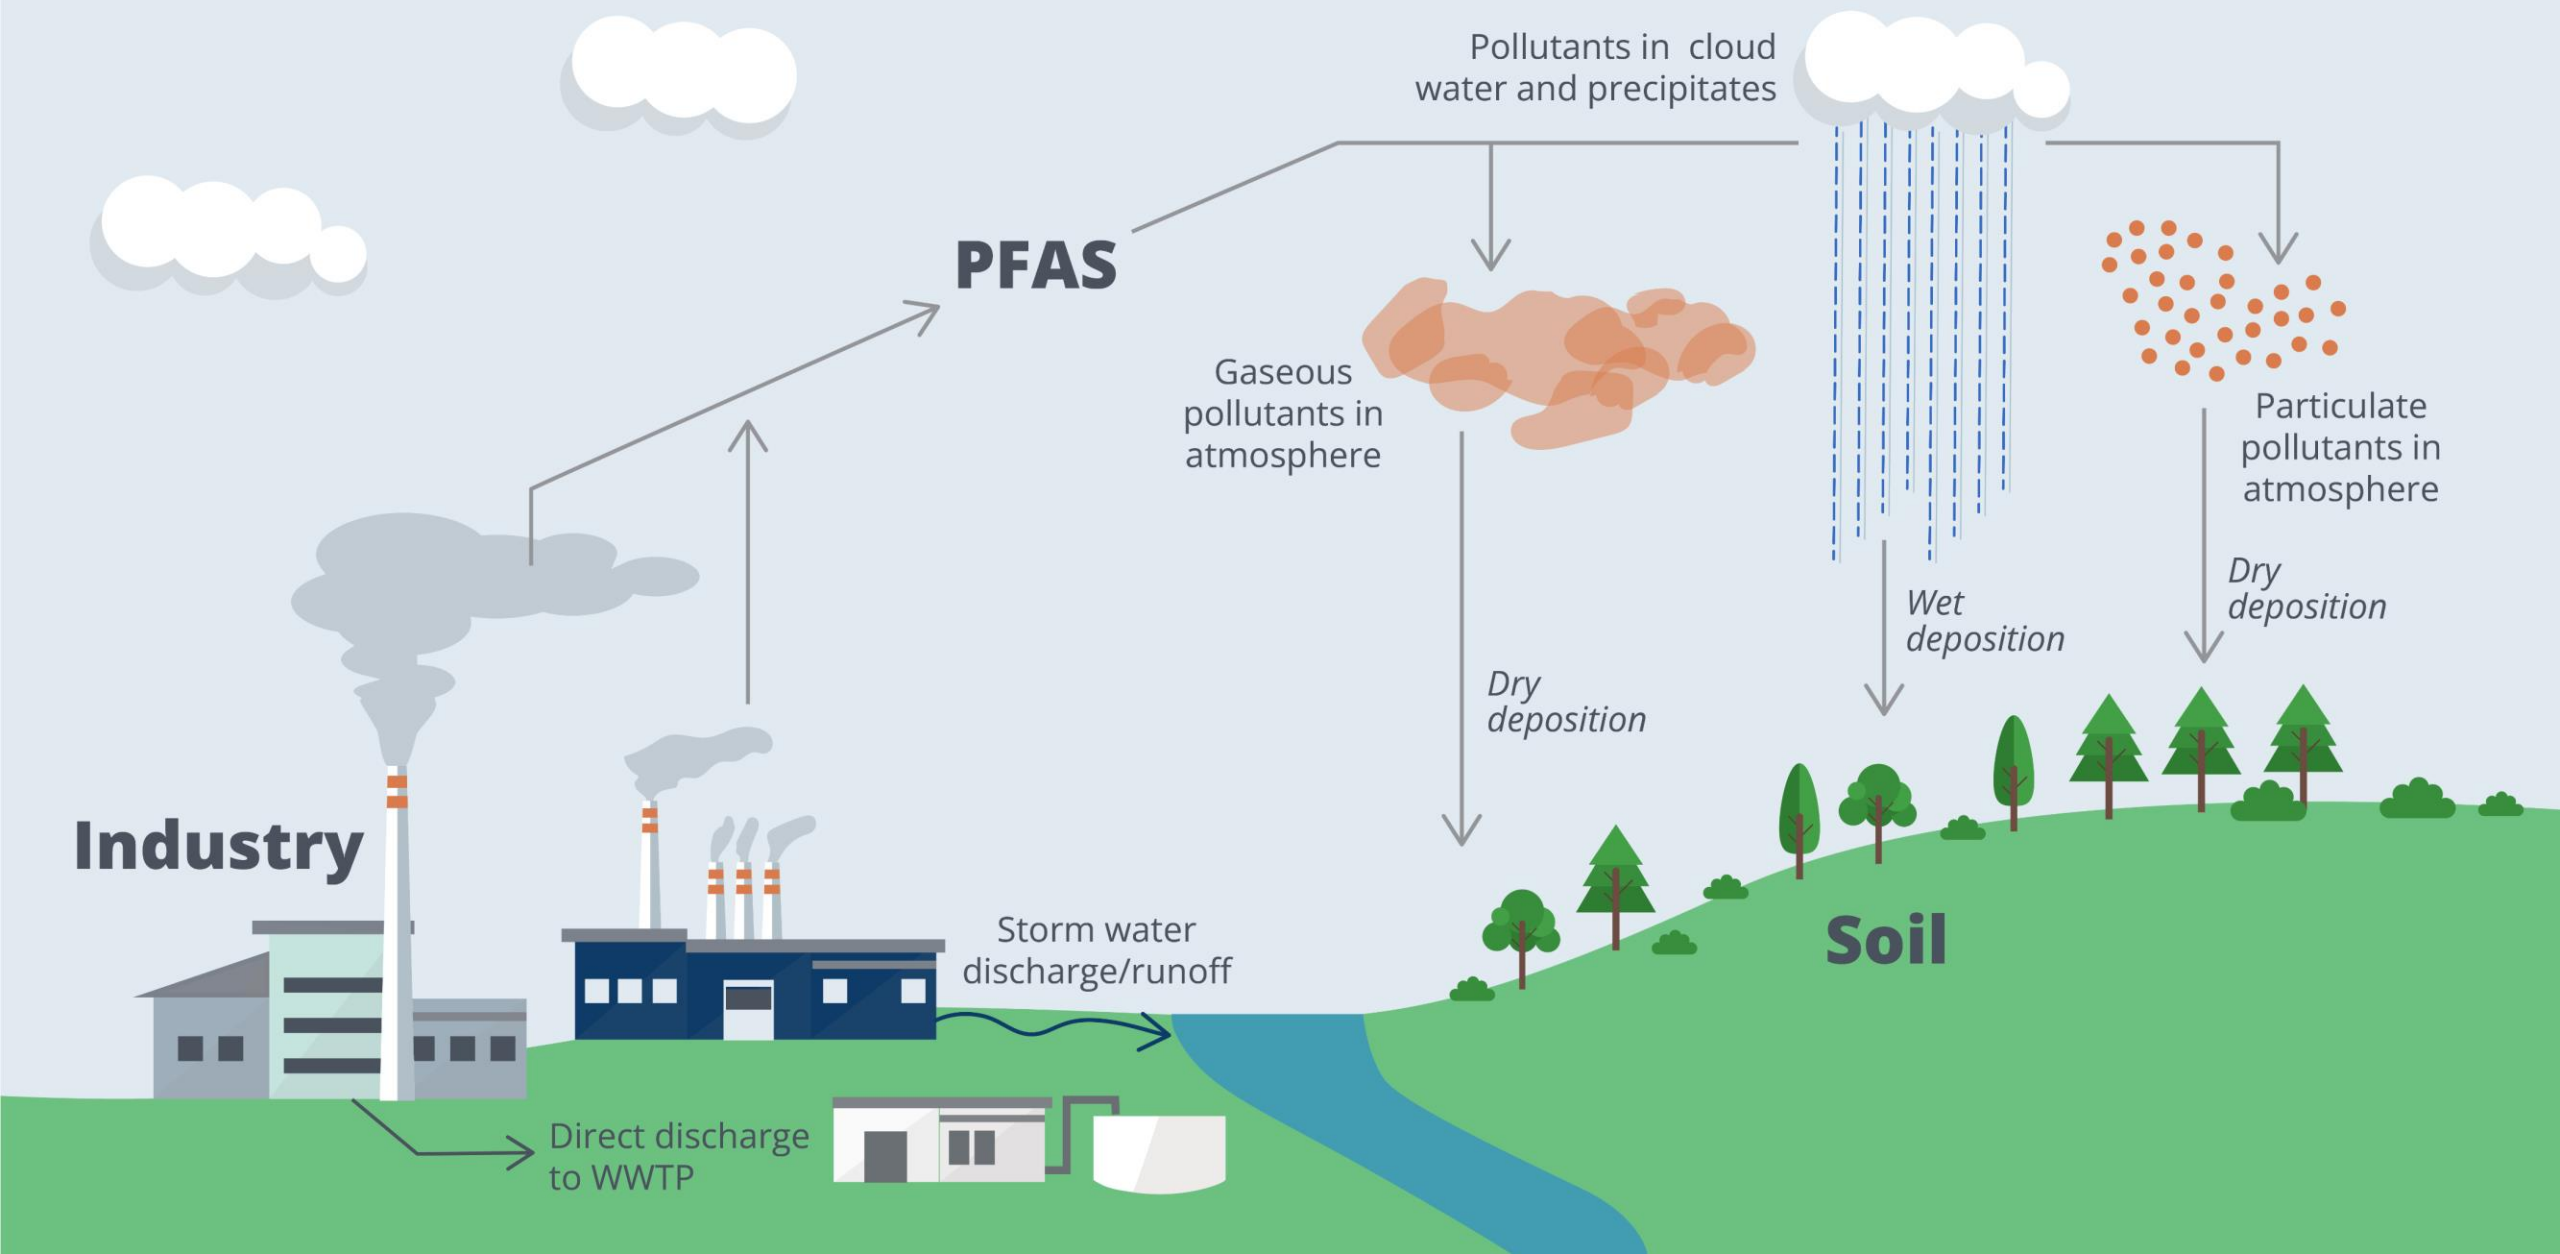 Pollutants in cloud
water and precipitates
PFAS
Gaseous
pollutants in
atmosphere
Particulate
pollutants in
atmosphere
Dry
deposition
Wet
deposition
Dry
deposition
Industry
Storm water
discharge/runoff
Soil
Direct discharge
to WWTP